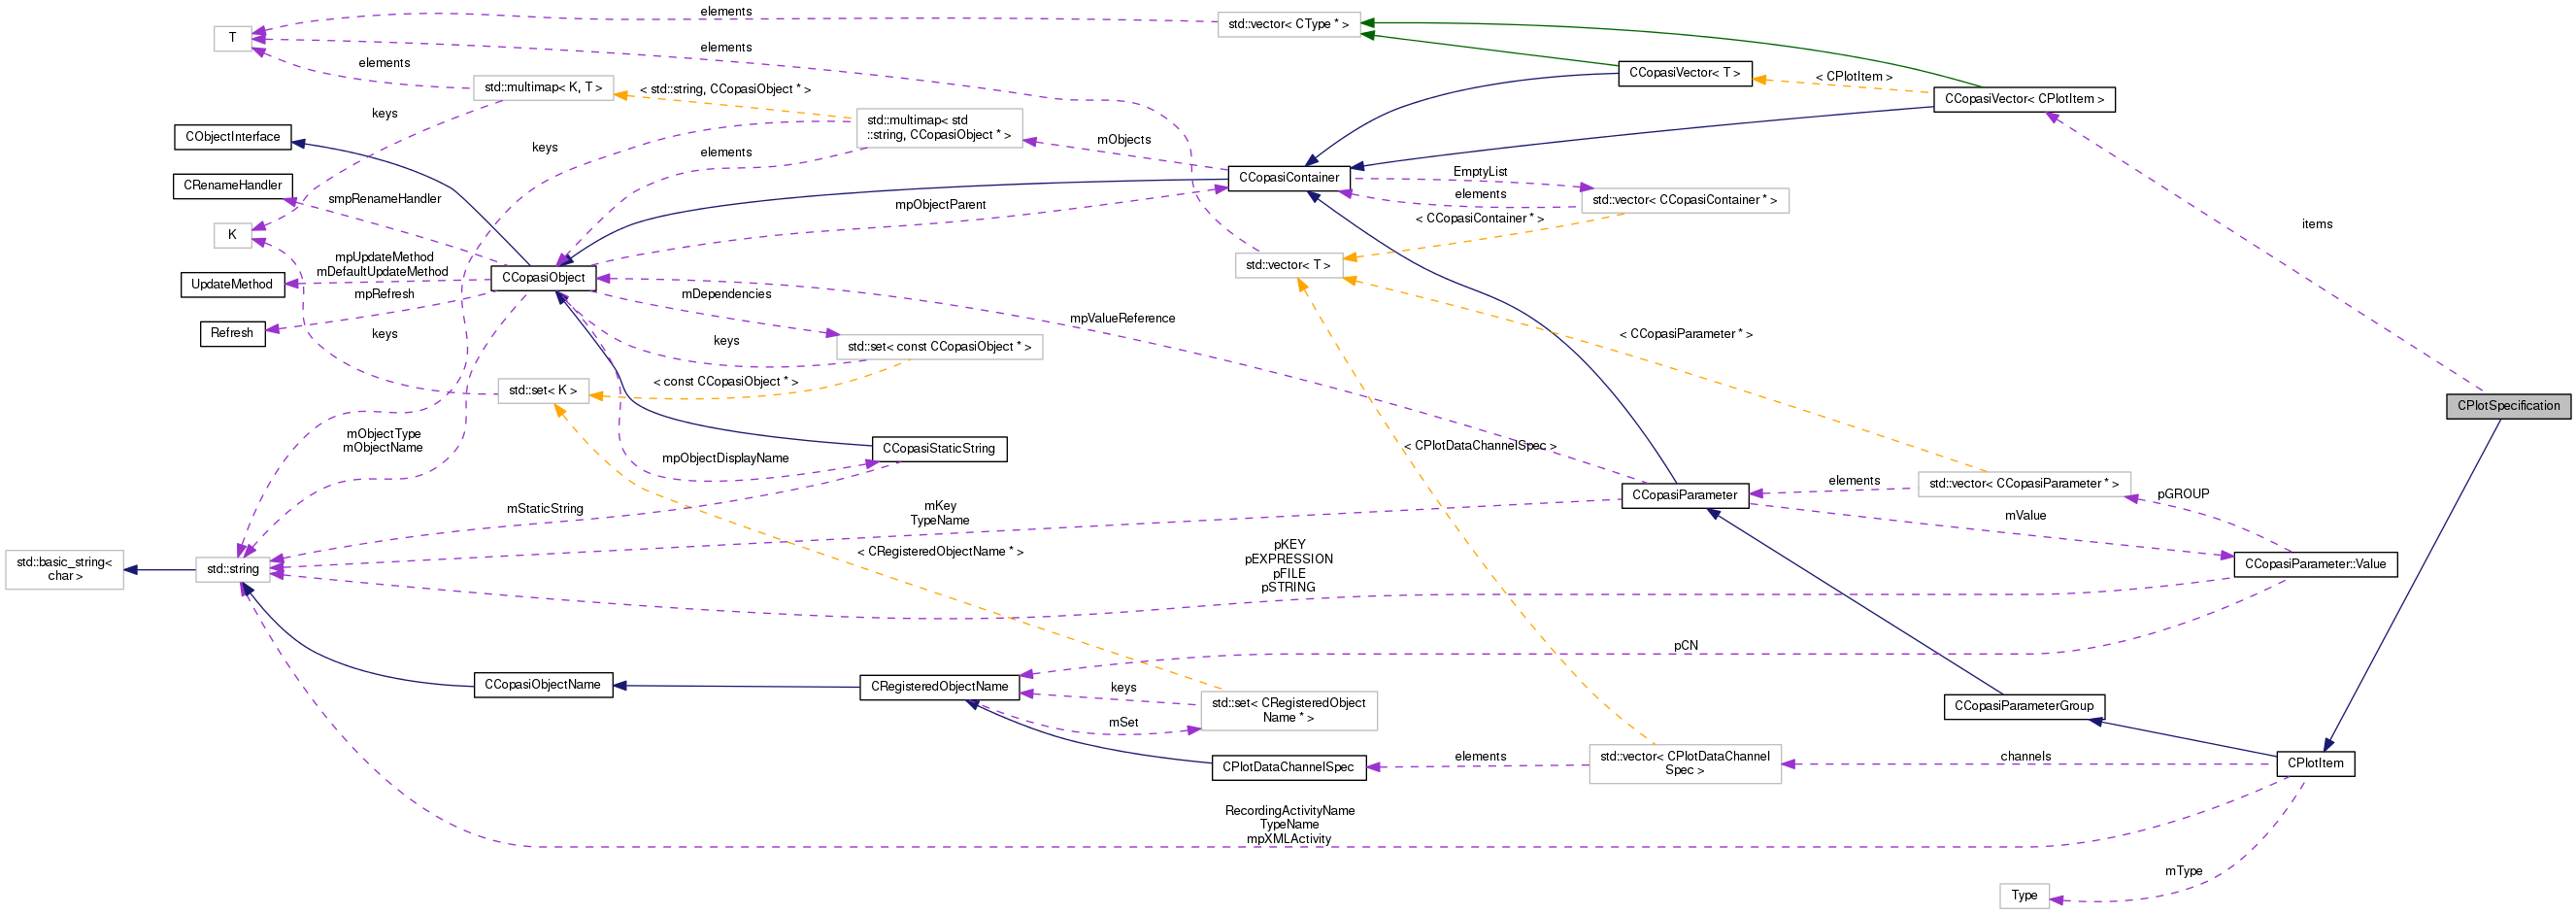 elements
std::vector< CType * >
T
elements
elements
CCopasiVector< T >
< CPlotItem >
std::multimap< K, T >
< std::string, CCopasiObject * >
CCopasiVector< CPlotItem >
keys
std::multimap< std
::string, CCopasiObject * >
CObjectInterface
keys
elements
mObjects
CRenameHandler
smpRenameHandler
CCopasiContainer
EmptyList
elements
std::vector< CCopasiContainer * >
mpObjectParent
< CCopasiContainer * >
items
K
mpUpdateMethod
mDefaultUpdateMethod
CCopasiObject
std::vector< T >
UpdateMethod
mpRefresh
mDependencies
mpValueReference
Refresh
keys
keys
std::set< const CCopasiObject * >
< CCopasiParameter * >
std::set< K >
< const CCopasiObject * >
CPlotSpecification
mObjectType
mObjectName
mpObjectDisplayName
CCopasiStaticString
< CPlotDataChannelSpec >
mStaticString
mKey
TypeName
CCopasiParameter
elements
std::vector< CCopasiParameter * >
pGROUP
mValue
std::basic_string<
char >
std::string
< CRegisteredObjectName * >
pKEY
pEXPRESSION
pFILE
pSTRING
CCopasiParameter::Value
pCN
CCopasiObjectName
CRegisteredObjectName
keys
mSet
std::set< CRegisteredObject
Name * >
CCopasiParameterGroup
CPlotDataChannelSpec
elements
std::vector< CPlotDataChannel
Spec >
channels
CPlotItem
RecordingActivityName
TypeName
mpXMLActivity
mType
Type